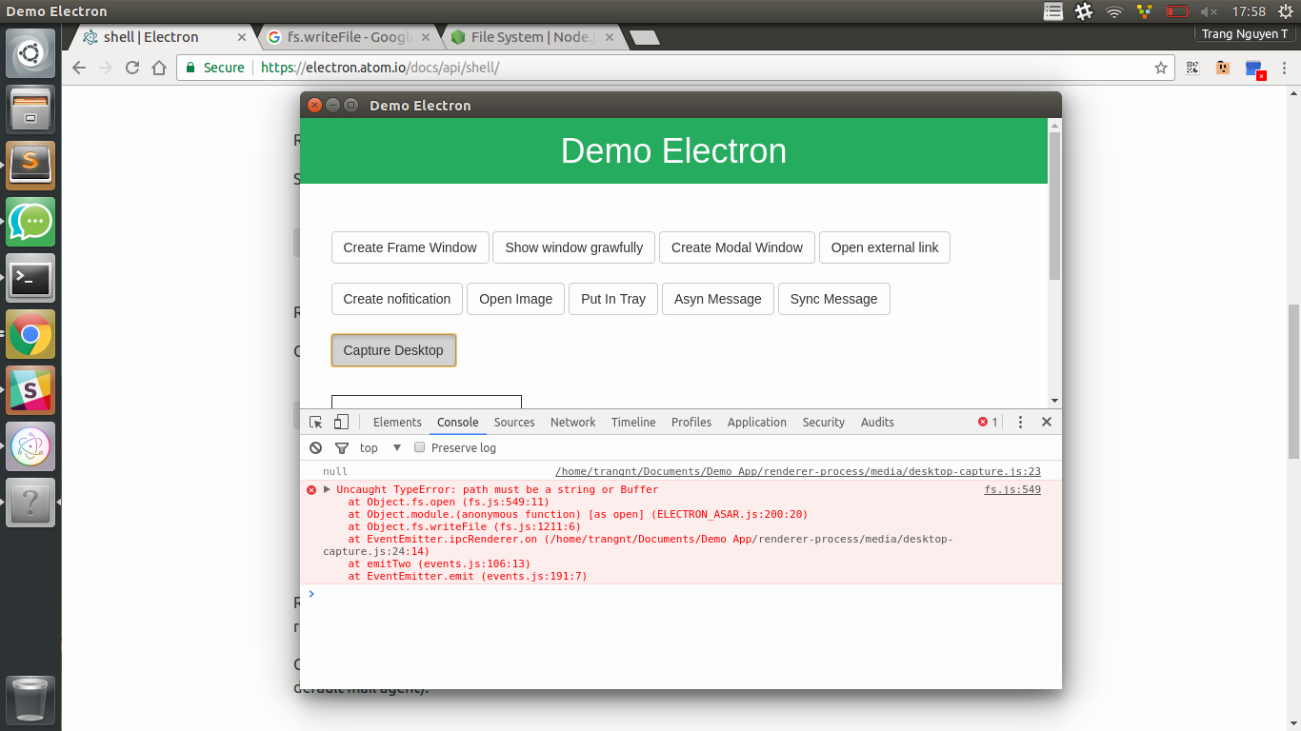 Demo Electron
17:58
shell | Electron
fs.writeFile - Googl
File System | Node.j
Trang Nguyen T
Secure
https://electron.atom.io/docs/api/shell/
Demo Electron
Demo Electron
Create Frame Window
Show window grawfully
Create Modal Window
Open external link
Create nofitication
Open Image
Put In Tray
Asyn Message
Sync Message
Capture Desktop
Elements
Console
Sources
Network
Timeline
Profiles
Application
Security
Audits
1
top
Preserve log
null
/home/trangnt/Documents/Demo App/renderer-process/media/desktop-capture.js:23
Uncaught TypeError: path must be a string or Buffer
fs.js:549
at Object.fs.open (fs.js:549:11)
at Object.module.(anonymous function) [as open] (ELECTRON_ASAR.js:200:20)
at Object.fs.writeFile (fs.js:1211:6)
at EventEmitter.ipcRenderer.on (/home/trangnt/Documents/Demo App/renderer-process/media/desktop-
capture.js:24:14)
at emitTwo (events.js:106:13)
at EventEmitter.emit (events.js:191:7)
default mail agent).